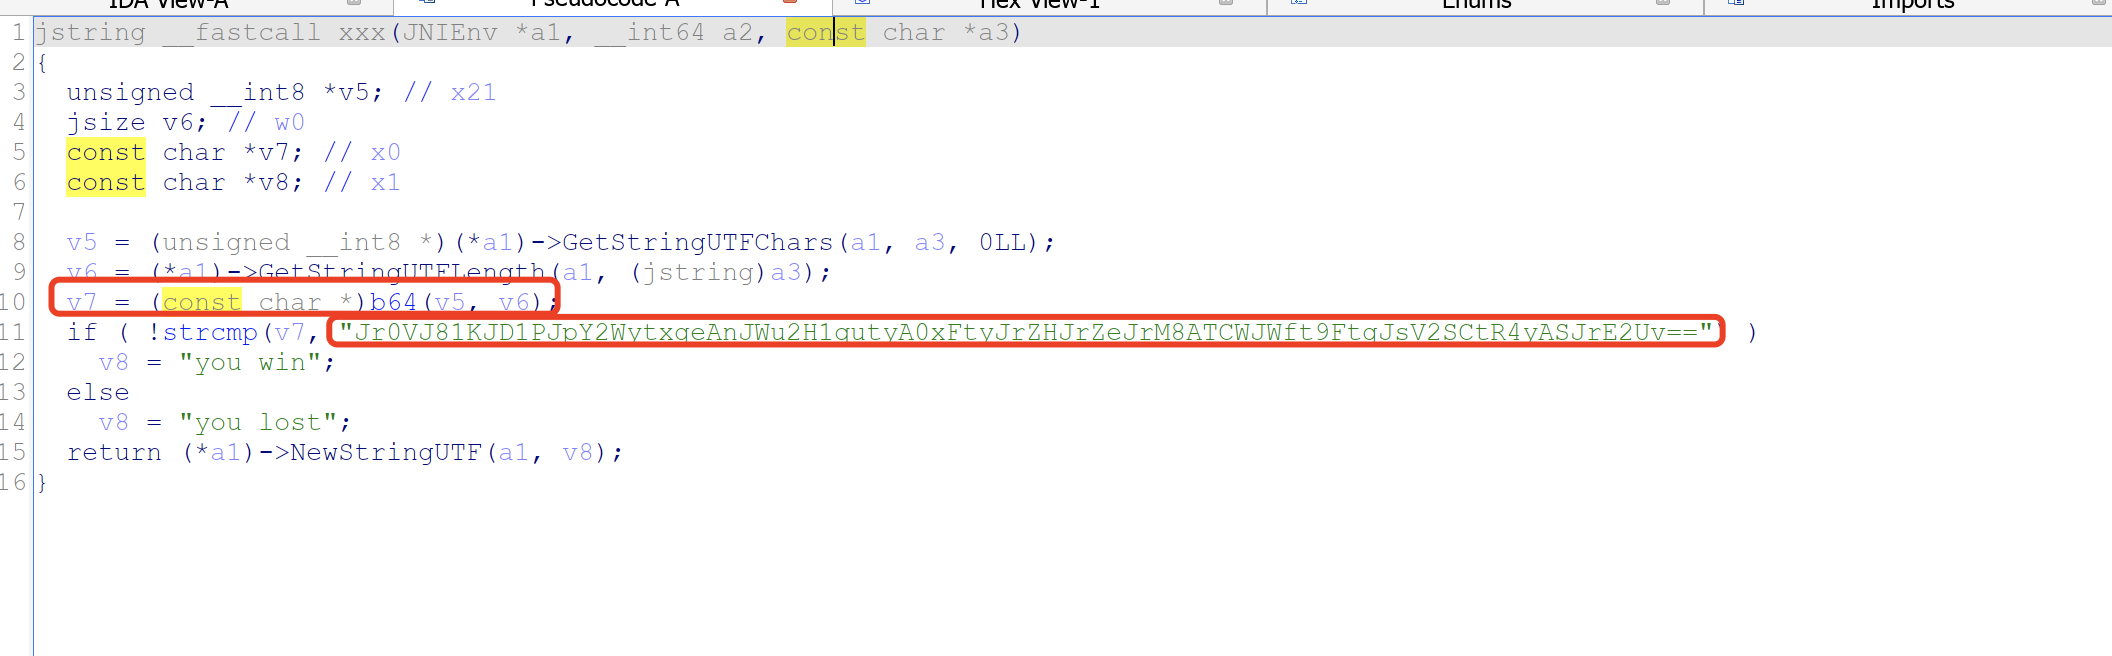 IDA View-A Pseudocode-A Hex View-1 Enums Imports
1 jstring __fastcall xxx(JNIEnv *a1, __int64 a2, const char *a3)
2 {
3 unsigned __int8 *v5; // x21
4 jsize v6; // w0
5 const char *v7; // x0
6 const char *v8; // x1
7
8 v5 = (unsigned __int8 *)(*a1)->GetStringUTFChars(a1, a3, 0LL);
9 v6 = (*a1)->GetStringUTFLength(a1, (jstring)a3);
10 v7 = (const char *)b64(v5, v6);
11 if ( !strcmp(v7, "Jr0VJ81KJD1PJpY2WytxqeAnJWu2H1qutyA0xFtyJrZHJrZeJrM8ATCWJWft9FtqJsV2SCtR4yASJrE2Uv==") )
12 v8 = "you win";
13 else
14 v8 = "you lost";
15 return (*a1)->NewStringUTF(a1, v8);
16 }